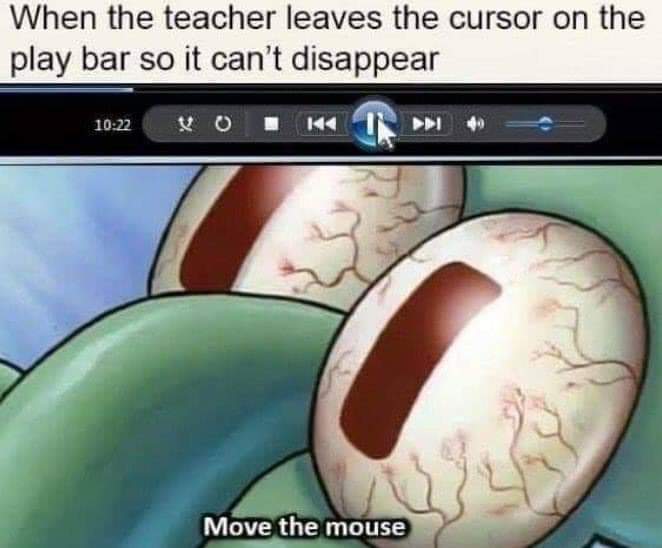 When the teacher leaves the cursor on the
play bar so it can't disappear
10:22
Move the mouse